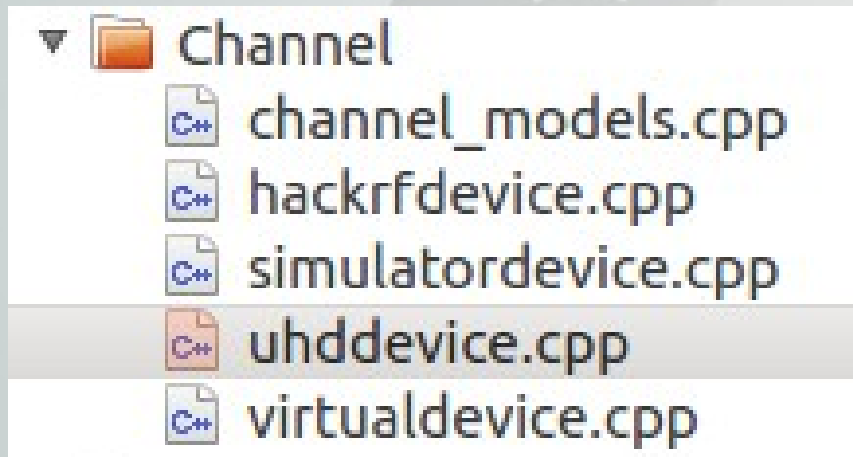 Channel
channel_models.cpp
hackrfdevice.cpp
simulatordevice.cpp
uhddevice.cpp
virtualdevice.cpp